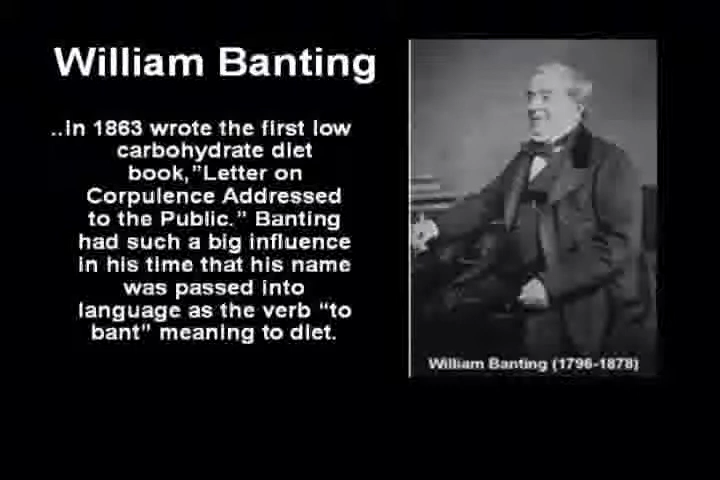 William Banting
..in 1863 wrote the first low
carbohydrate diet
book,"Letter on
Corpulence Addressed
to the Public." Banting
had such a big influence
in his time that his name
was passed into
language as the verb "to
bant" meaning to diet.
William Banting (1796-1878)